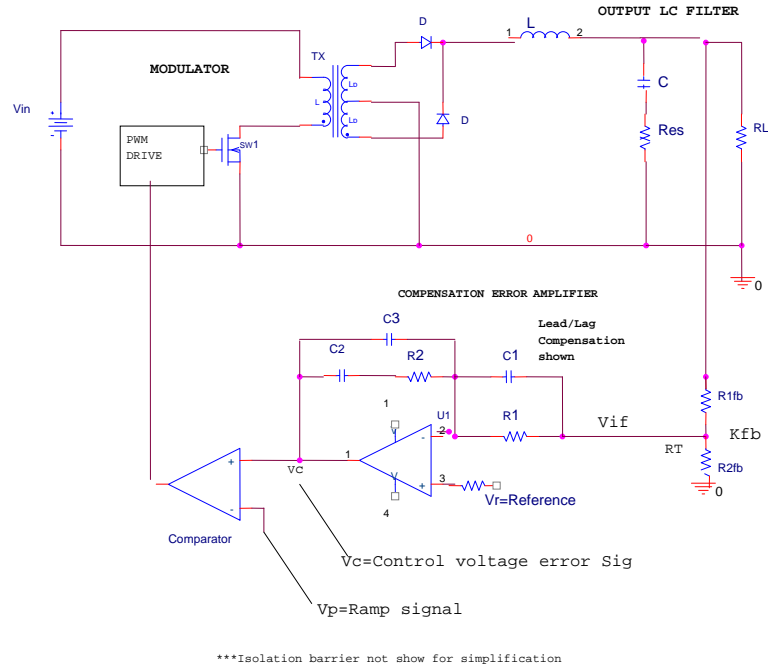 OUTPUT LC FILTER
D
L
1
2
TX
MODULATOR
C
Lo
L
Vin
Res
RL
Lo
D
PWM
DRIVE
SW1
0
0
COMPENSATION ERROR AMPLIFIER
C3
Lead/Lag
Compensation
shown
C2
R2
C1
R1fb
1
U1
R1
Vif
Kfb
V
2
-
RT
1
R2fb
+
V
3
+
Vc
Vr=Reference
0
4
-
Comparator
Vc=Control voltage error Sig
Vp=Ramp signal
***Isolation barrier not show for simplification